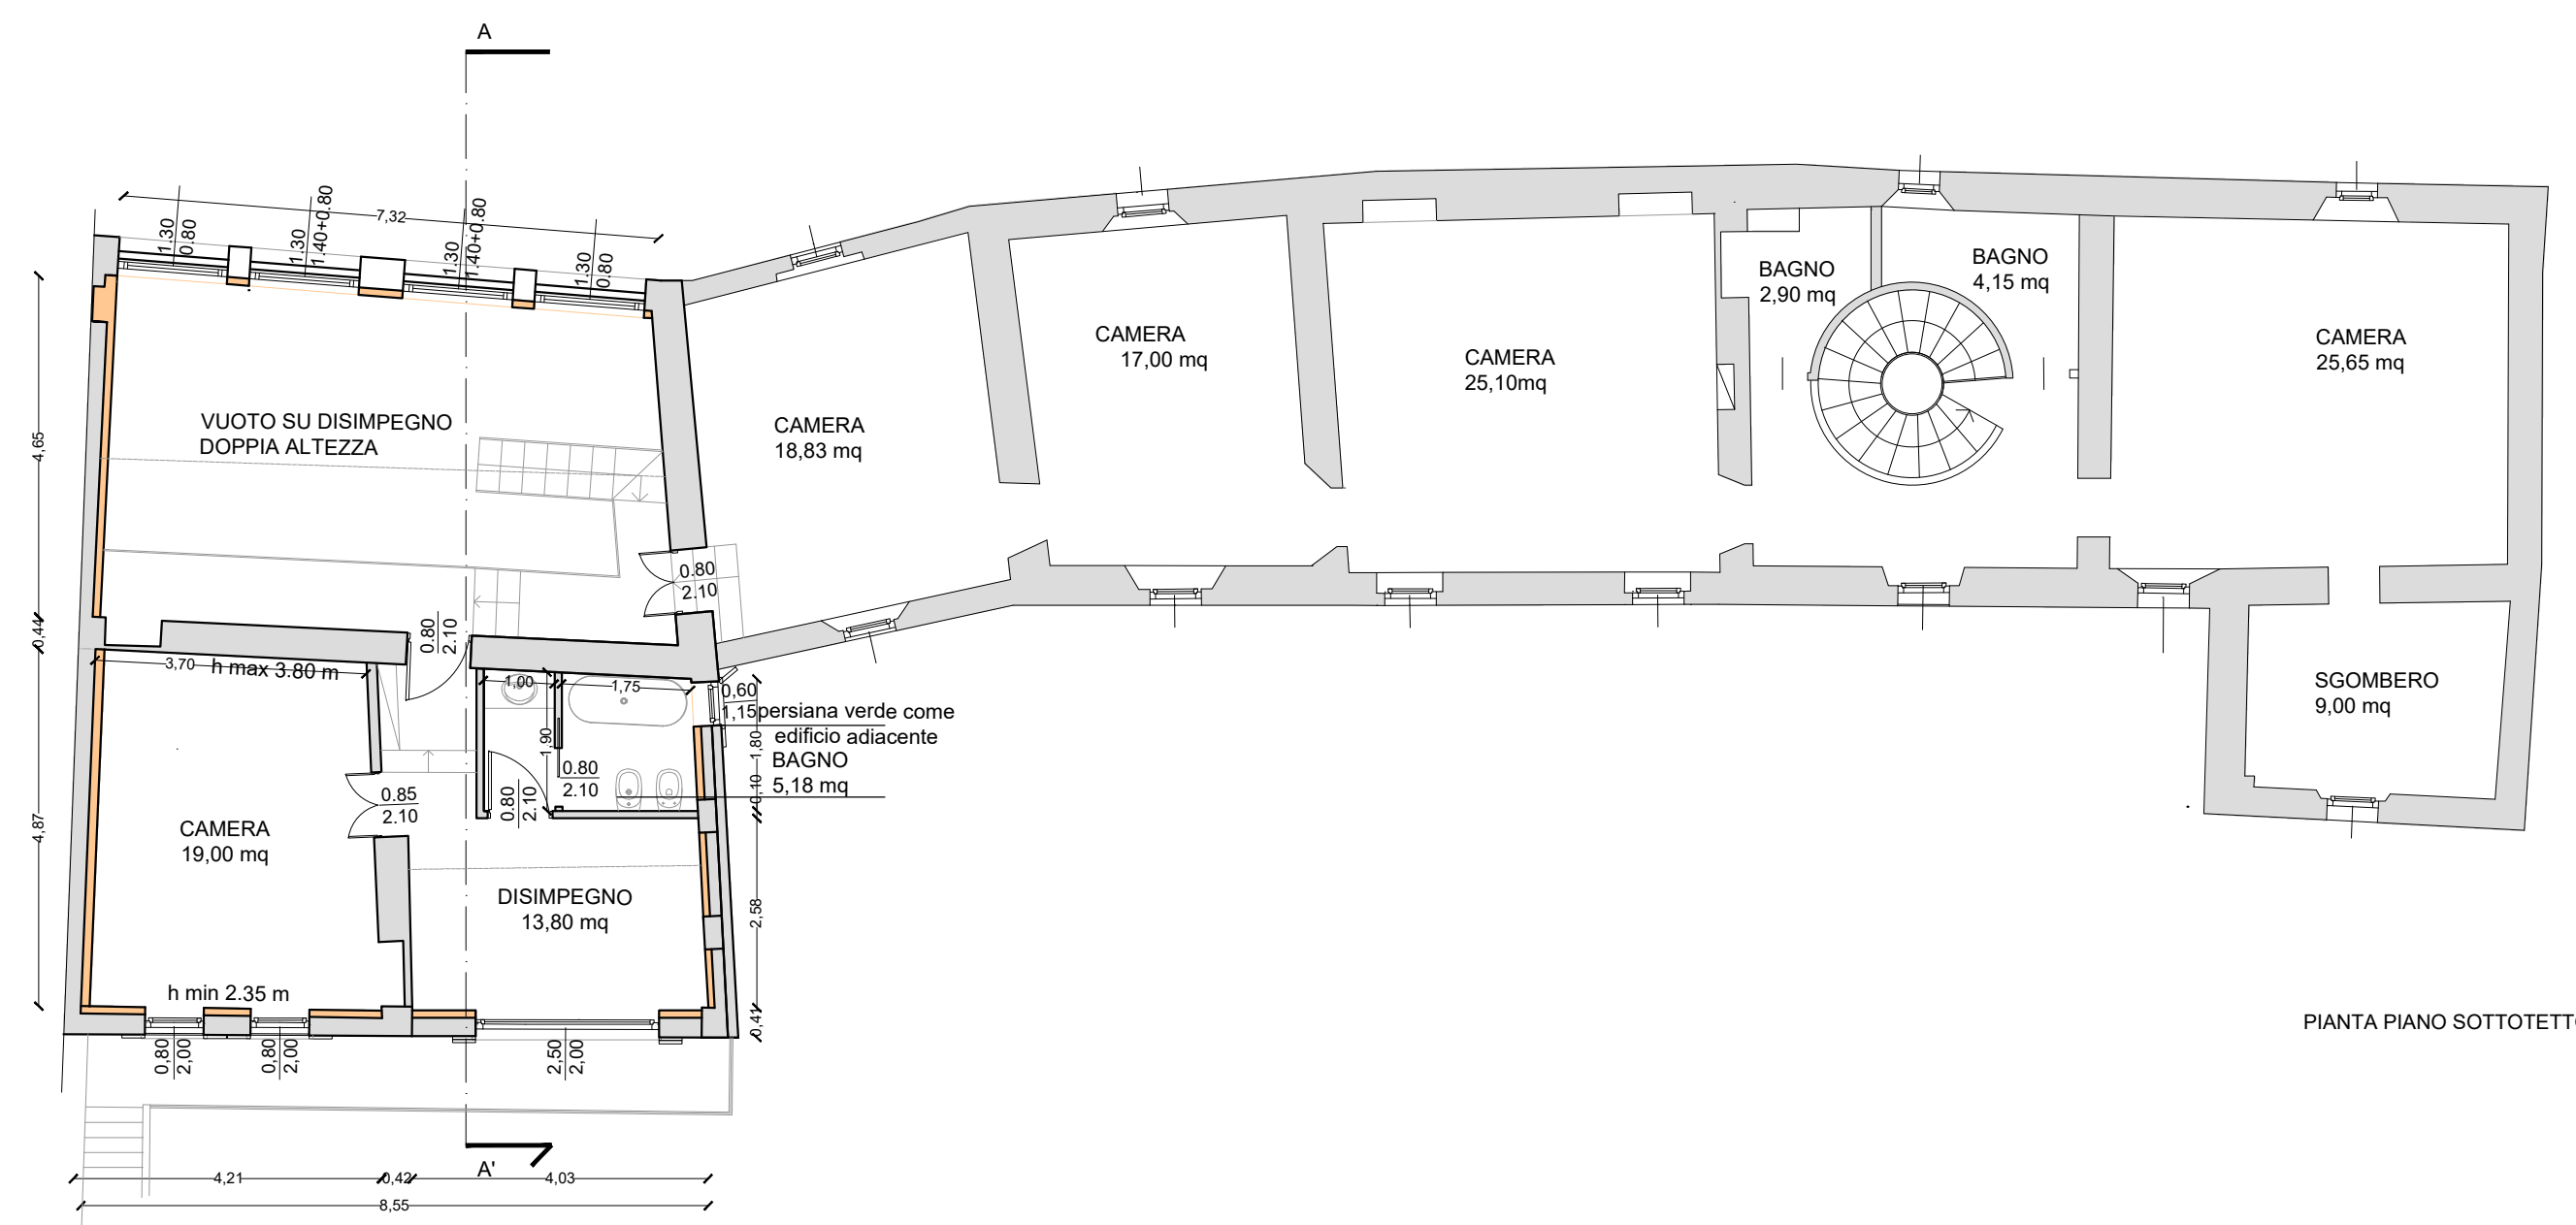 A
7,32
1.30
0.80
1.30
1.40+0.80
1.30
1.40+0.80
1.30
0.80
BAGNO
2,90 mq
BAGNO
4,15 mq
CAMERA
17,00 mq
CAMERA
25,10mq
CAMERA
25,65 mq
VUOTO SU DISIMPEGNO
DOPPIA ALTEZZA
CAMERA
18,83 mq
4,65
0,44
4,87
0.80
2.10
0.80
2.10
3,70
h max 3.80 m
1,00
1,75
0,60
1,15
persiana verde come
edificio adiacente
BAGNO
5,18 mq
1,90
1,80
0,10
0.80
2.10
0.80
2.10
0.85
2.10
SGOMBERO
9,00 mq
CAMERA
19,00 mq
DISIMPEGNO
13,80 mq
2,58
0,41
h min 2.35 m
0,80
2,00
0,80
2,00
2,50
2,00
PIANTA PIANO SOTTOTETTO
A'
4,21
0,42
4,03
8,55